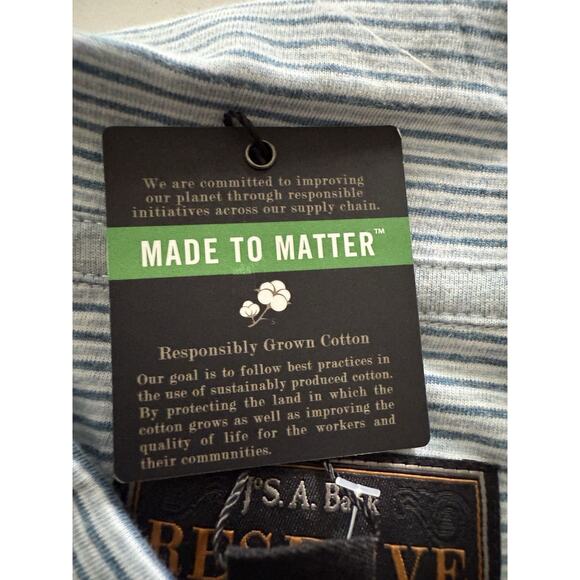 We are committed to improving
our planet through responsible
initiatives across our supply chain.
MADE TO MATTER™
Responsibly Grown Cotton
Our goal is to follow best practices in
the use of sustainably produced cotton.
By protecting the land in which the
cotton grows as well as improving the
quality of life for the workers and
their communities.
JoS. A. Bank
RESERVE